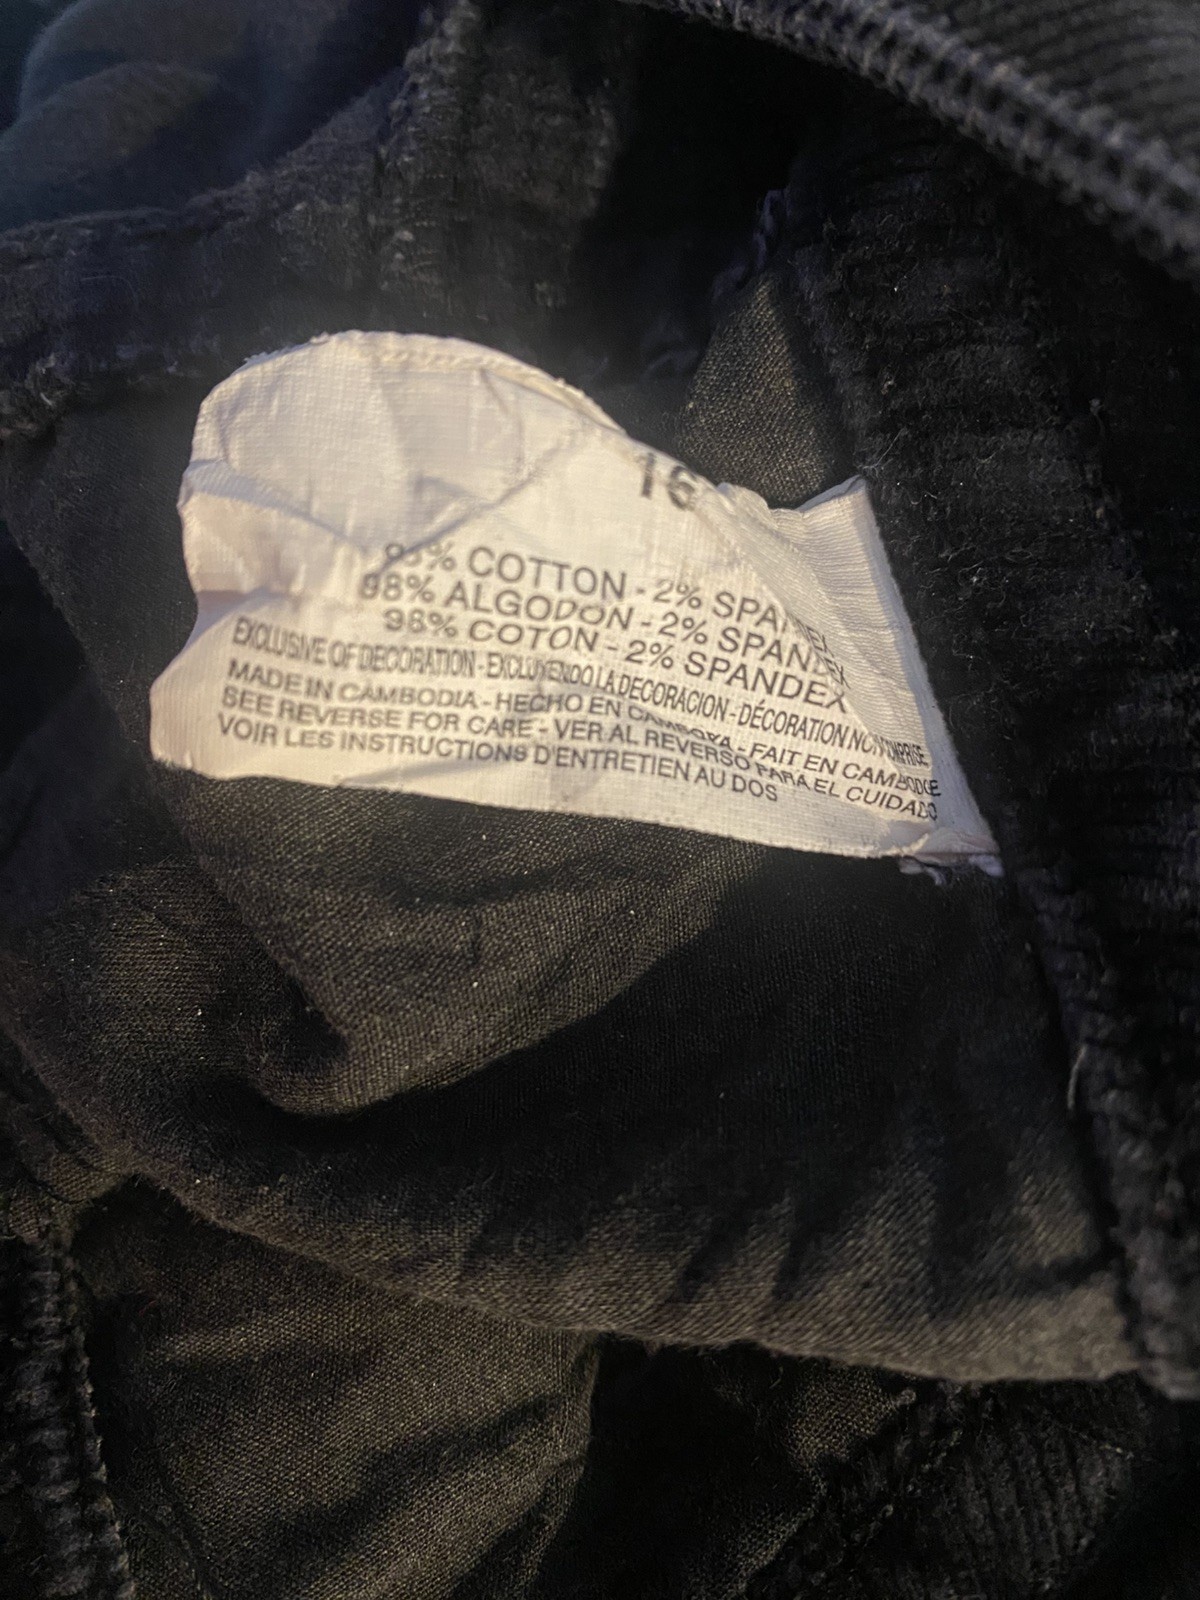 16
98% COTTON - 2% SPANDEX
98% ALGODON - 2% SPANDEX
98% COTON - 2% SPANDEX
EXCLUSIVE OF DECORATION - EXCLUYENDO LA DECORACION - DÉCORATION NON COMPRISE
MADE IN CAMBODIA - HECHO EN CAMBOYA - FAIT EN CAMBODGE
SEE REVERSE FOR CARE - VER AL REVERSO PARA EL CUIDADO
VOIR LES INSTRUCTIONS D'ENTRETIEN AU DOS